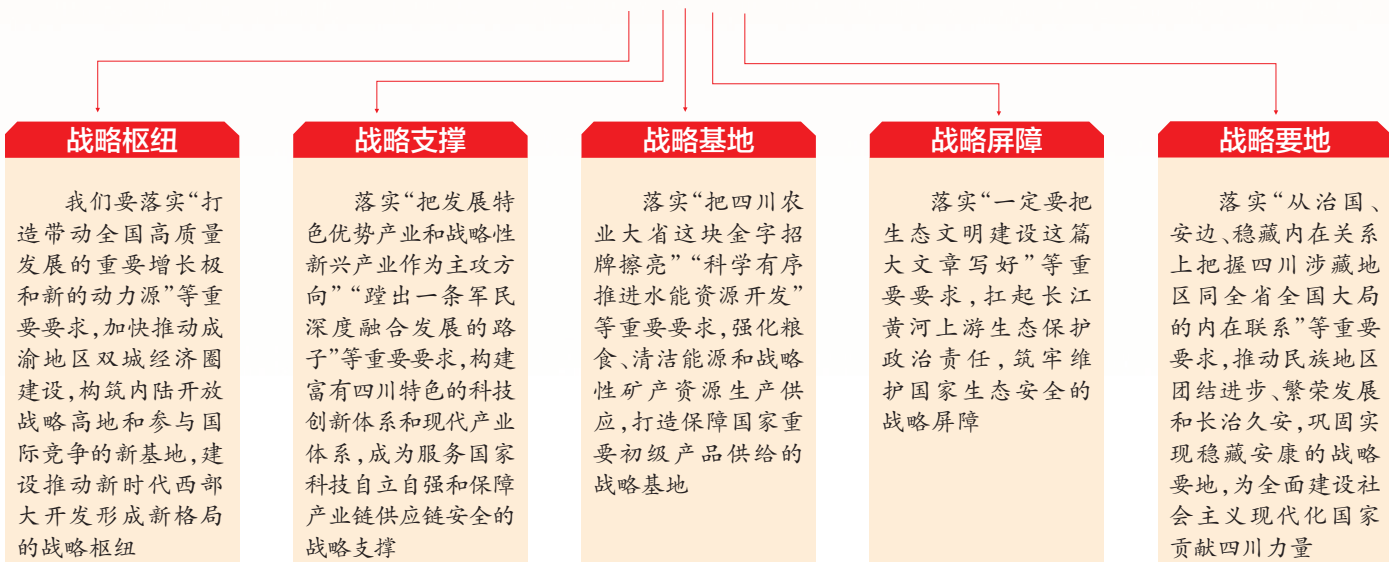 战略枢纽
我们要落实“打
造带动全国高质量
发展的重要增长极
和新的动力源”等重
要要求，加快推动成
渝地区双城经济圈
建设，构筑内陆开放
战略高地和参与国
际竞争的新基地，建
设推动新时代西部
大开发形成新格局
的战略枢纽
战略支撑
落实“把发展特
色优势产业和战略性
新兴产业作为主攻方
向”“蹚出一条军民
深度融合发展的路
子”等重要要求，构建
富有四川特色的科技
创新体系和现代产业
体系，成为服务国家
科技自立自强和保障
产业链供应链安全的
战略支撑
战略基地
落实“把四川农
业大省这块金字招
牌擦亮”“科学有序
推进水能资源开发”
等重要要求，强化粮
食、清洁能源和战略
性矿产资源生产供
应，打造保障国家重
要初级产品供给的
战略基地
战略屏障
落实“一定要把
生态文明建设这篇
大文章写好”等重
要要求，扛起长江
黄河上游生态保护
政治责任，筑牢维
护国家生态安全的
战略屏障
战略要地
落实“从治国、
安边、稳藏内在关系
上把握四川涉藏地
区同全省全国大局
的内在联系”等重要
要求，推动民族地区
团结进步、繁荣发展
和长治久安，巩固实
现稳藏安康的战略
要地，为全面建设社
会主义现代化国家
贡献四川力量